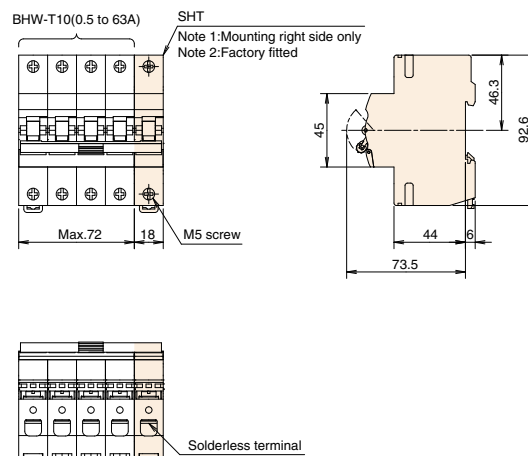 BHW-T10(0.5 to 63A)
SHT
Note 1:Mounting right side only
Note 2:Factory fitted
45
46.3
92.6
Max.72
18
M5 screw
44
6
73.5
Solderless terminal